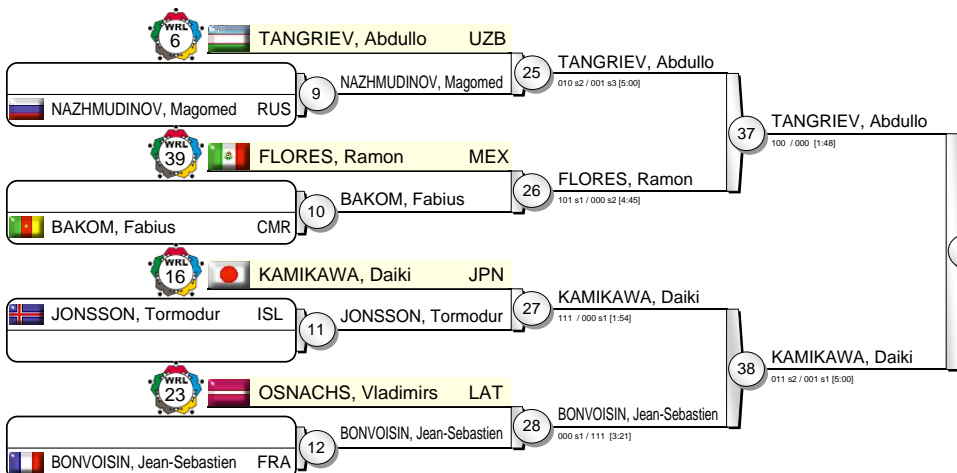 WRL
6
TANGRIEV, Abdullo UZB
NAZHMUDINOV, Magomed RUS
9
NAZHMUDINOV, Magomed
25
TANGRIEV, Abdullo
010 s2 / 001 s3 [5:00]
WRL
39
FLORES, Ramon MEX
BAKOM, Fabius CMR
10
BAKOM, Fabius
26
FLORES, Ramon
101 s1 / 000 s2 [4:45]
37
TANGRIEV, Abdullo
100 / 000 [1:48]
WRL
16
KAMIKAWA, Daiki JPN
JONSSON, Tormodur ISL
11
JONSSON, Tormodur
27
KAMIKAWA, Daiki
111 / 000 s1 [1:54]
WRL
23
OSNACHS, Vladimirs LAT
BONVOISIN, Jean-Sebastien FRA
12
BONVOISIN, Jean-Sebastien
28
BONVOISIN, Jean-Sebastien
000 s1 / 111 [3:21]
38
KAMIKAWA, Daiki
011 s2 / 001 s1 [5:00]